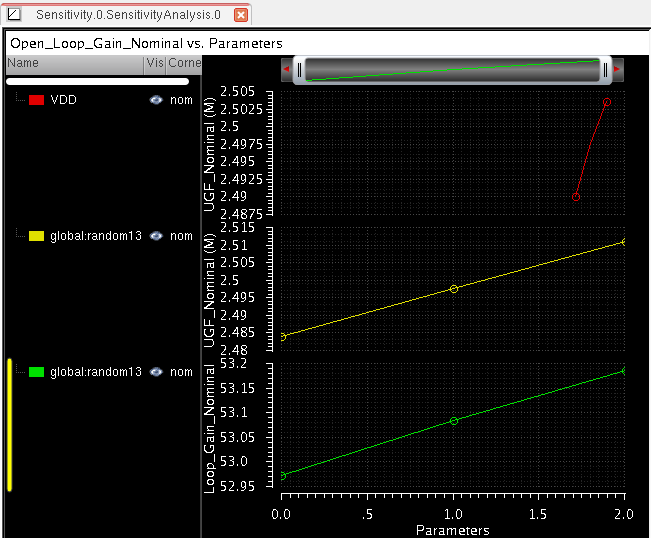 Sensitivity.0.SensitivityAnalysis.0
Open_Loop_Gain_Nominal vs. Parameters
Name Vis Corne
VDD nom
global:random13 nom
global:random13 nom
UGF_Nominal (M)
2.505
2.5025
2.5
2.4975
2.495
2.4925
2.49
2.4875
UGF_Nominal (M)
2.515
2.51
2.505
2.5
2.495
2.49
2.485
2.48
Loop_Gain_Nominal
53.2
53.15
53.1
53.05
53.0
52.95
0.0 .5 1.0 1.5 2.0
Parameters